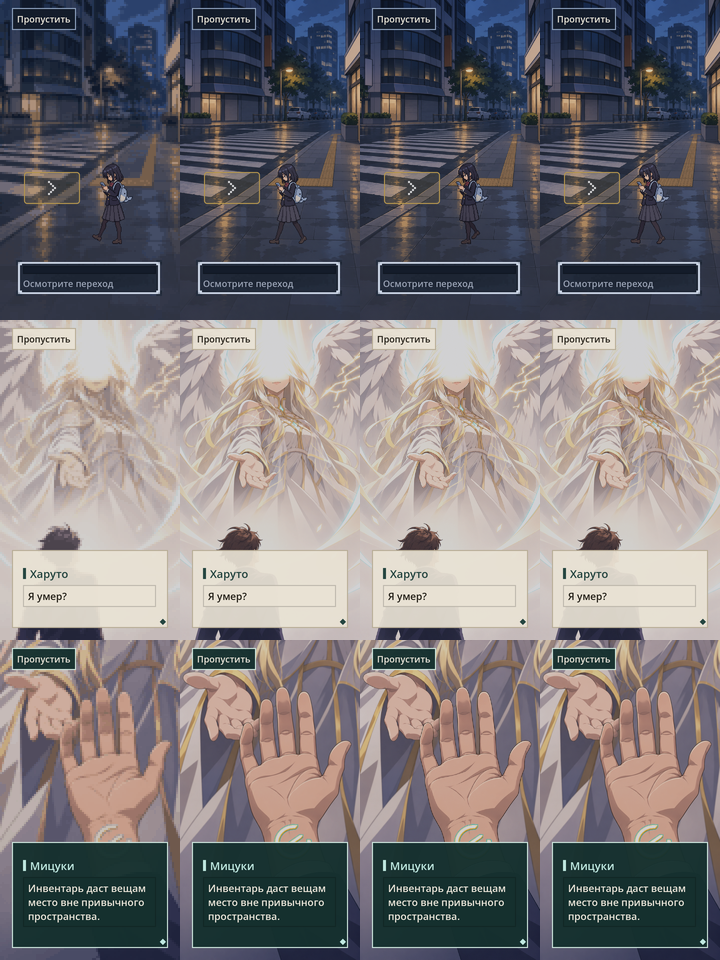 Пропустить
Пропустить
Пропустить
Пропустить
Осмотрите переход
Осмотрите переход
Осмотрите переход
Осмотрите переход
Пропустить
Пропустить
Пропустить
Пропустить
Харуто
Я умер?
Харуто
Я умер?
Харуто
Я умер?
Харуто
Я умер?
Пропустить
Пропустить
Пропустить
Пропустить
Мицуки
Инвентарь даст вещам
место вне привычного
пространства.
Мицуки
Инвентарь даст вещам
место вне привычного
пространства.
Мицуки
Инвентарь даст вещам
место вне привычного
пространства.
Мицуки
Инвентарь даст вещам
место вне привычного
пространства.